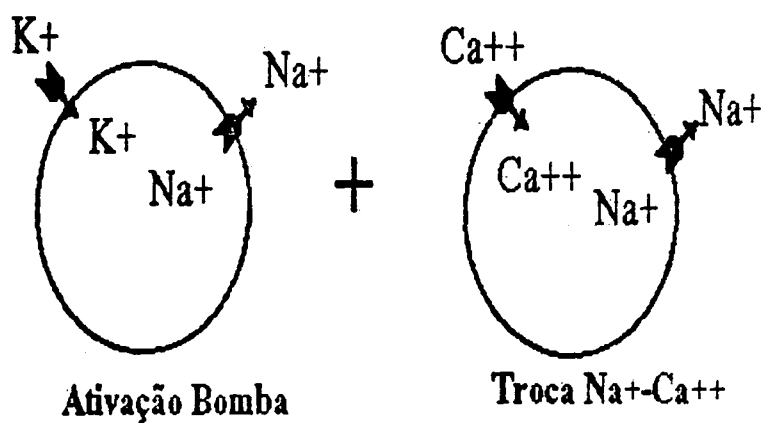 K+
K+
Na+
Na+
Ativação Bomba
+
Ca++
Ca++
Na+
Na+
Troca Na+-Ca++